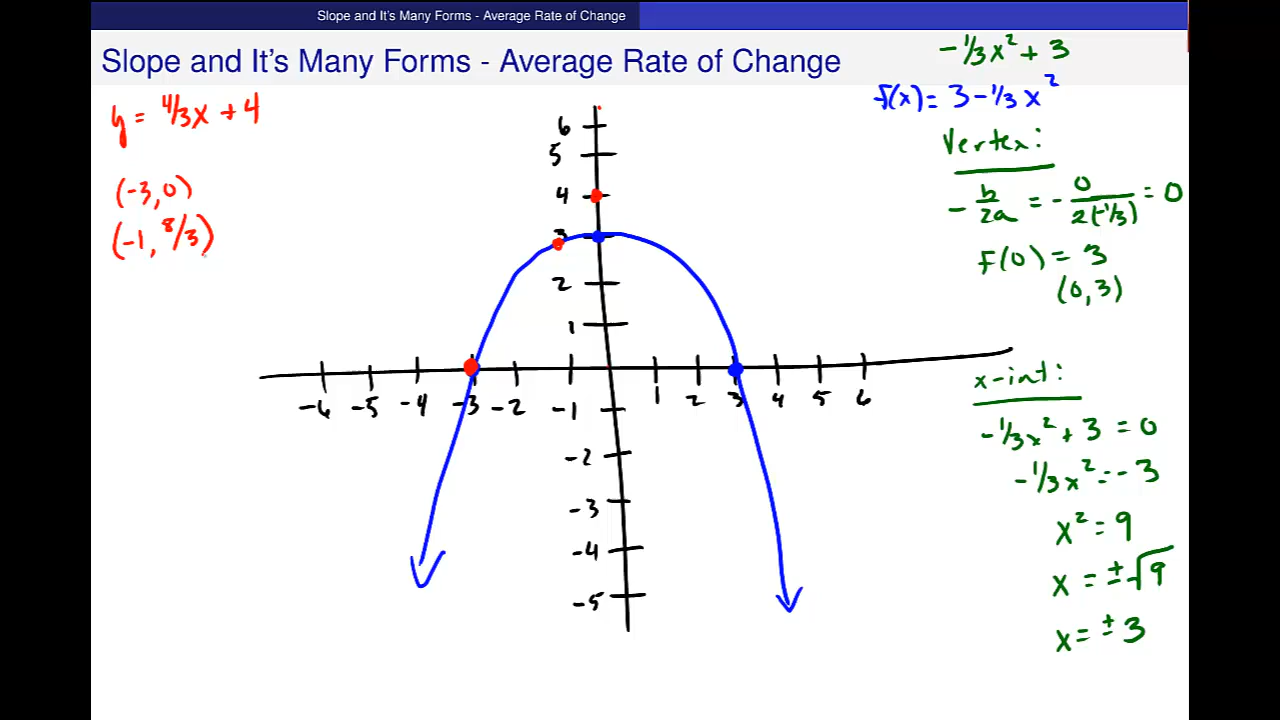 Slope and It's Many Forms - Average Rate of Change
Slope and It's Many Forms - Average Rate of Change
y = 4/3x + 4
(-3,0)
(-1, 8/3)
-1/3x² + 3
f(x) = 3 - 1/3x²
Vertex:
- b/2a = - 0/2(-1/3) = 0
f(0) = 3
(0,3)
x-int:
-1/3x² + 3 = 0
-1/3x² = -3
x² = 9
x = ±√9
x = ±3
6
5
4
3
2
1
-6 -5 -4 -3 -2 -1 1 2 3 4 5 6
-2
-3
-4
-5